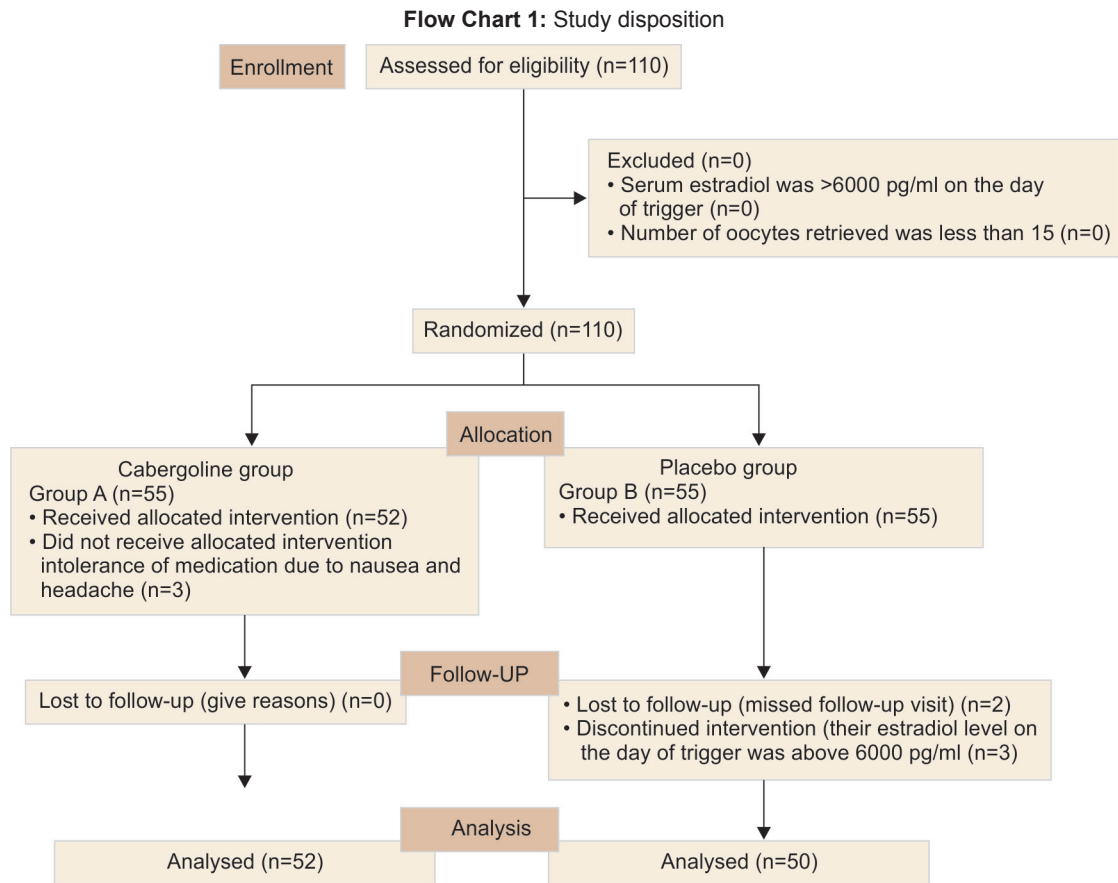 Flow Chart 1: Study disposition
Enrollment
Assessed for eligibility (n=110)
Excluded (n=0)
• Serum estradiol was >6000 pg/ml on the day
of trigger (n=0)
• Number of oocytes retrieved was less than 15 (n=0)
Randomized (n=110)
Allocation
Cabergoline group
Group A (n=55)
• Received allocated intervention (n=52)
• Did not receive allocated intervention
intolerance of medication due to nausea and
headache (n=3)
Placebo group
Group B (n=55)
• Received allocated intervention (n=55)
Follow-UP
Lost to follow-up (give reasons) (n=0)
• Lost to follow-up (missed follow-up visit) (n=2)
• Discontinued intervention (their estradiol level on
the day of trigger was above 6000 pg/ml (n=3)
Analysis
Analysed (n=52)
Analysed (n=50)